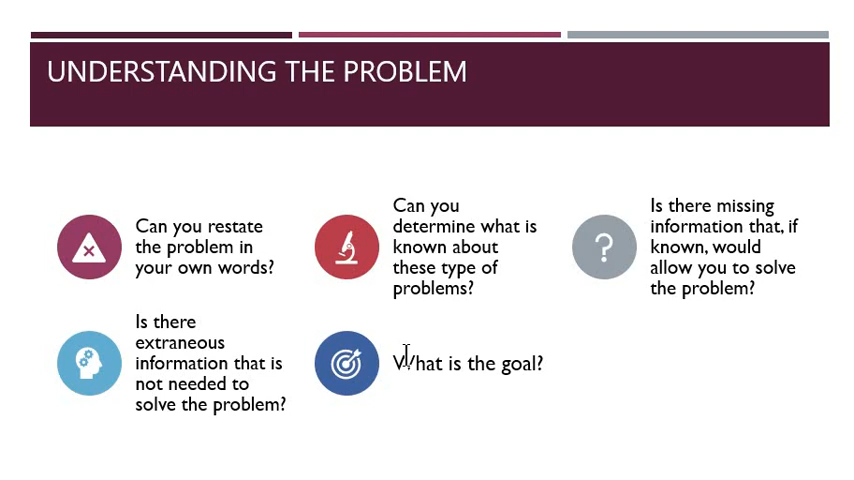 UNDERSTANDING THE PROBLEM
Can you restate
the problem in
your own words?
Can you
determine what is
known about
these type of
problems?
Is there missing
information that, if
known, would
allow you to solve
the problem?
Is there
extraneous
information that is
not needed to
solve the problem?
What is the goal?